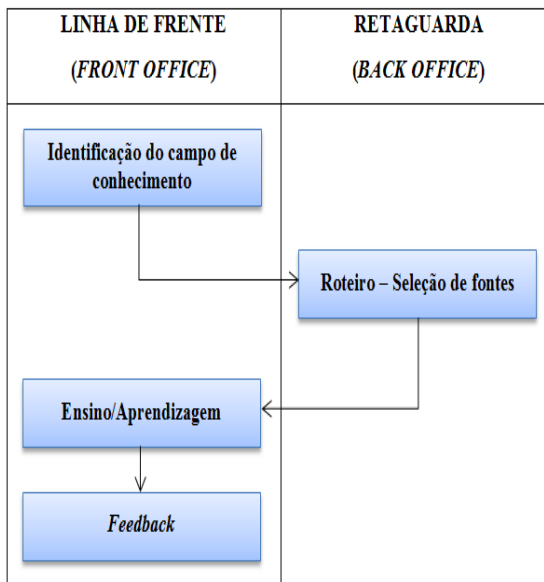 LINHA DE FRENTE
(FRONT OFFICE)
RETAGUARDA
(BACK OFFICE)
Identificação do campo de
conhecimento
Roteiro – Seleção de fontes
Ensino/Aprendizagem
Feedback